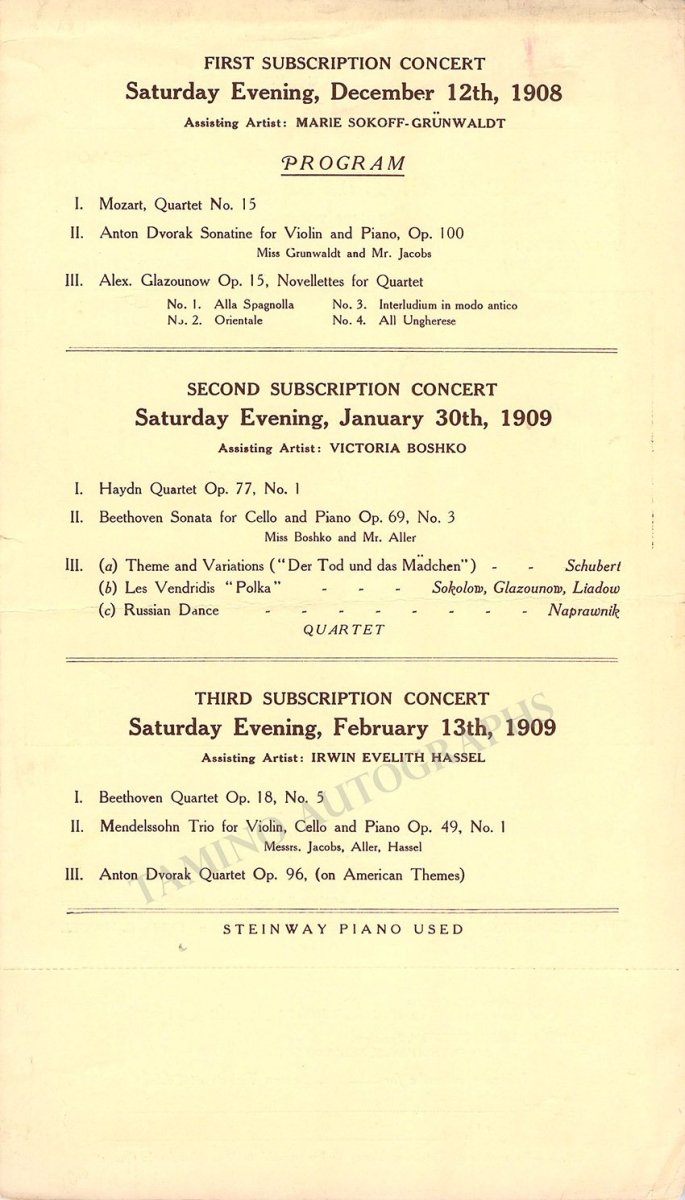 FIRST SUBSCRIPTION CONCERT
Saturday Evening, December 12th, 1908
Assisting Artist: MARIE SOKOFF-GRÜNWALDT
PROGRAM
I. Mozart, Quartet No. 15
II. Anton Dvorak Sonatine for Violin and Piano, Op. 100
Miss Grunwaldt and Mr. Jacobs
III. Alex. Glazounow Op. 15, Novellettes for Quartet
No. 1. Alla Spagnolla No. 3. Interludium in modo antico
No. 2. Orientale No. 4. All Ungherese
SECOND SUBSCRIPTION CONCERT
Saturday Evening, January 30th, 1909
Assisting Artist: VICTORIA BOSHKO
I. Haydn Quartet Op. 77, No. 1
II. Beethoven Sonata for Cello and Piano Op. 69, No. 3
Miss Boshko and Mr. Aller
III. (a) Theme and Variations ("Der Tod und das Mädchen") - - Schubert
(b) Les Vendridis "Polka" - - - Sokolow, Glazounow, Liadow
(c) Russian Dance - - - - - - - - Naprawnik
QUARTET
THIRD SUBSCRIPTION CONCERT
Saturday Evening, February 13th, 1909
Assisting Artist: IRWIN EVELITH HASSEL
I. Beethoven Quartet Op. 18, No. 5
II. Mendelssohn Trio for Violin, Cello and Piano Op. 49, No. 1
Messrs. Jacobs, Aller, Hassel
III. Anton Dvorak Quartet Op. 96, (on American Themes)
STEINWAY PIANO USED
TAMINO AUTOGRAPHS